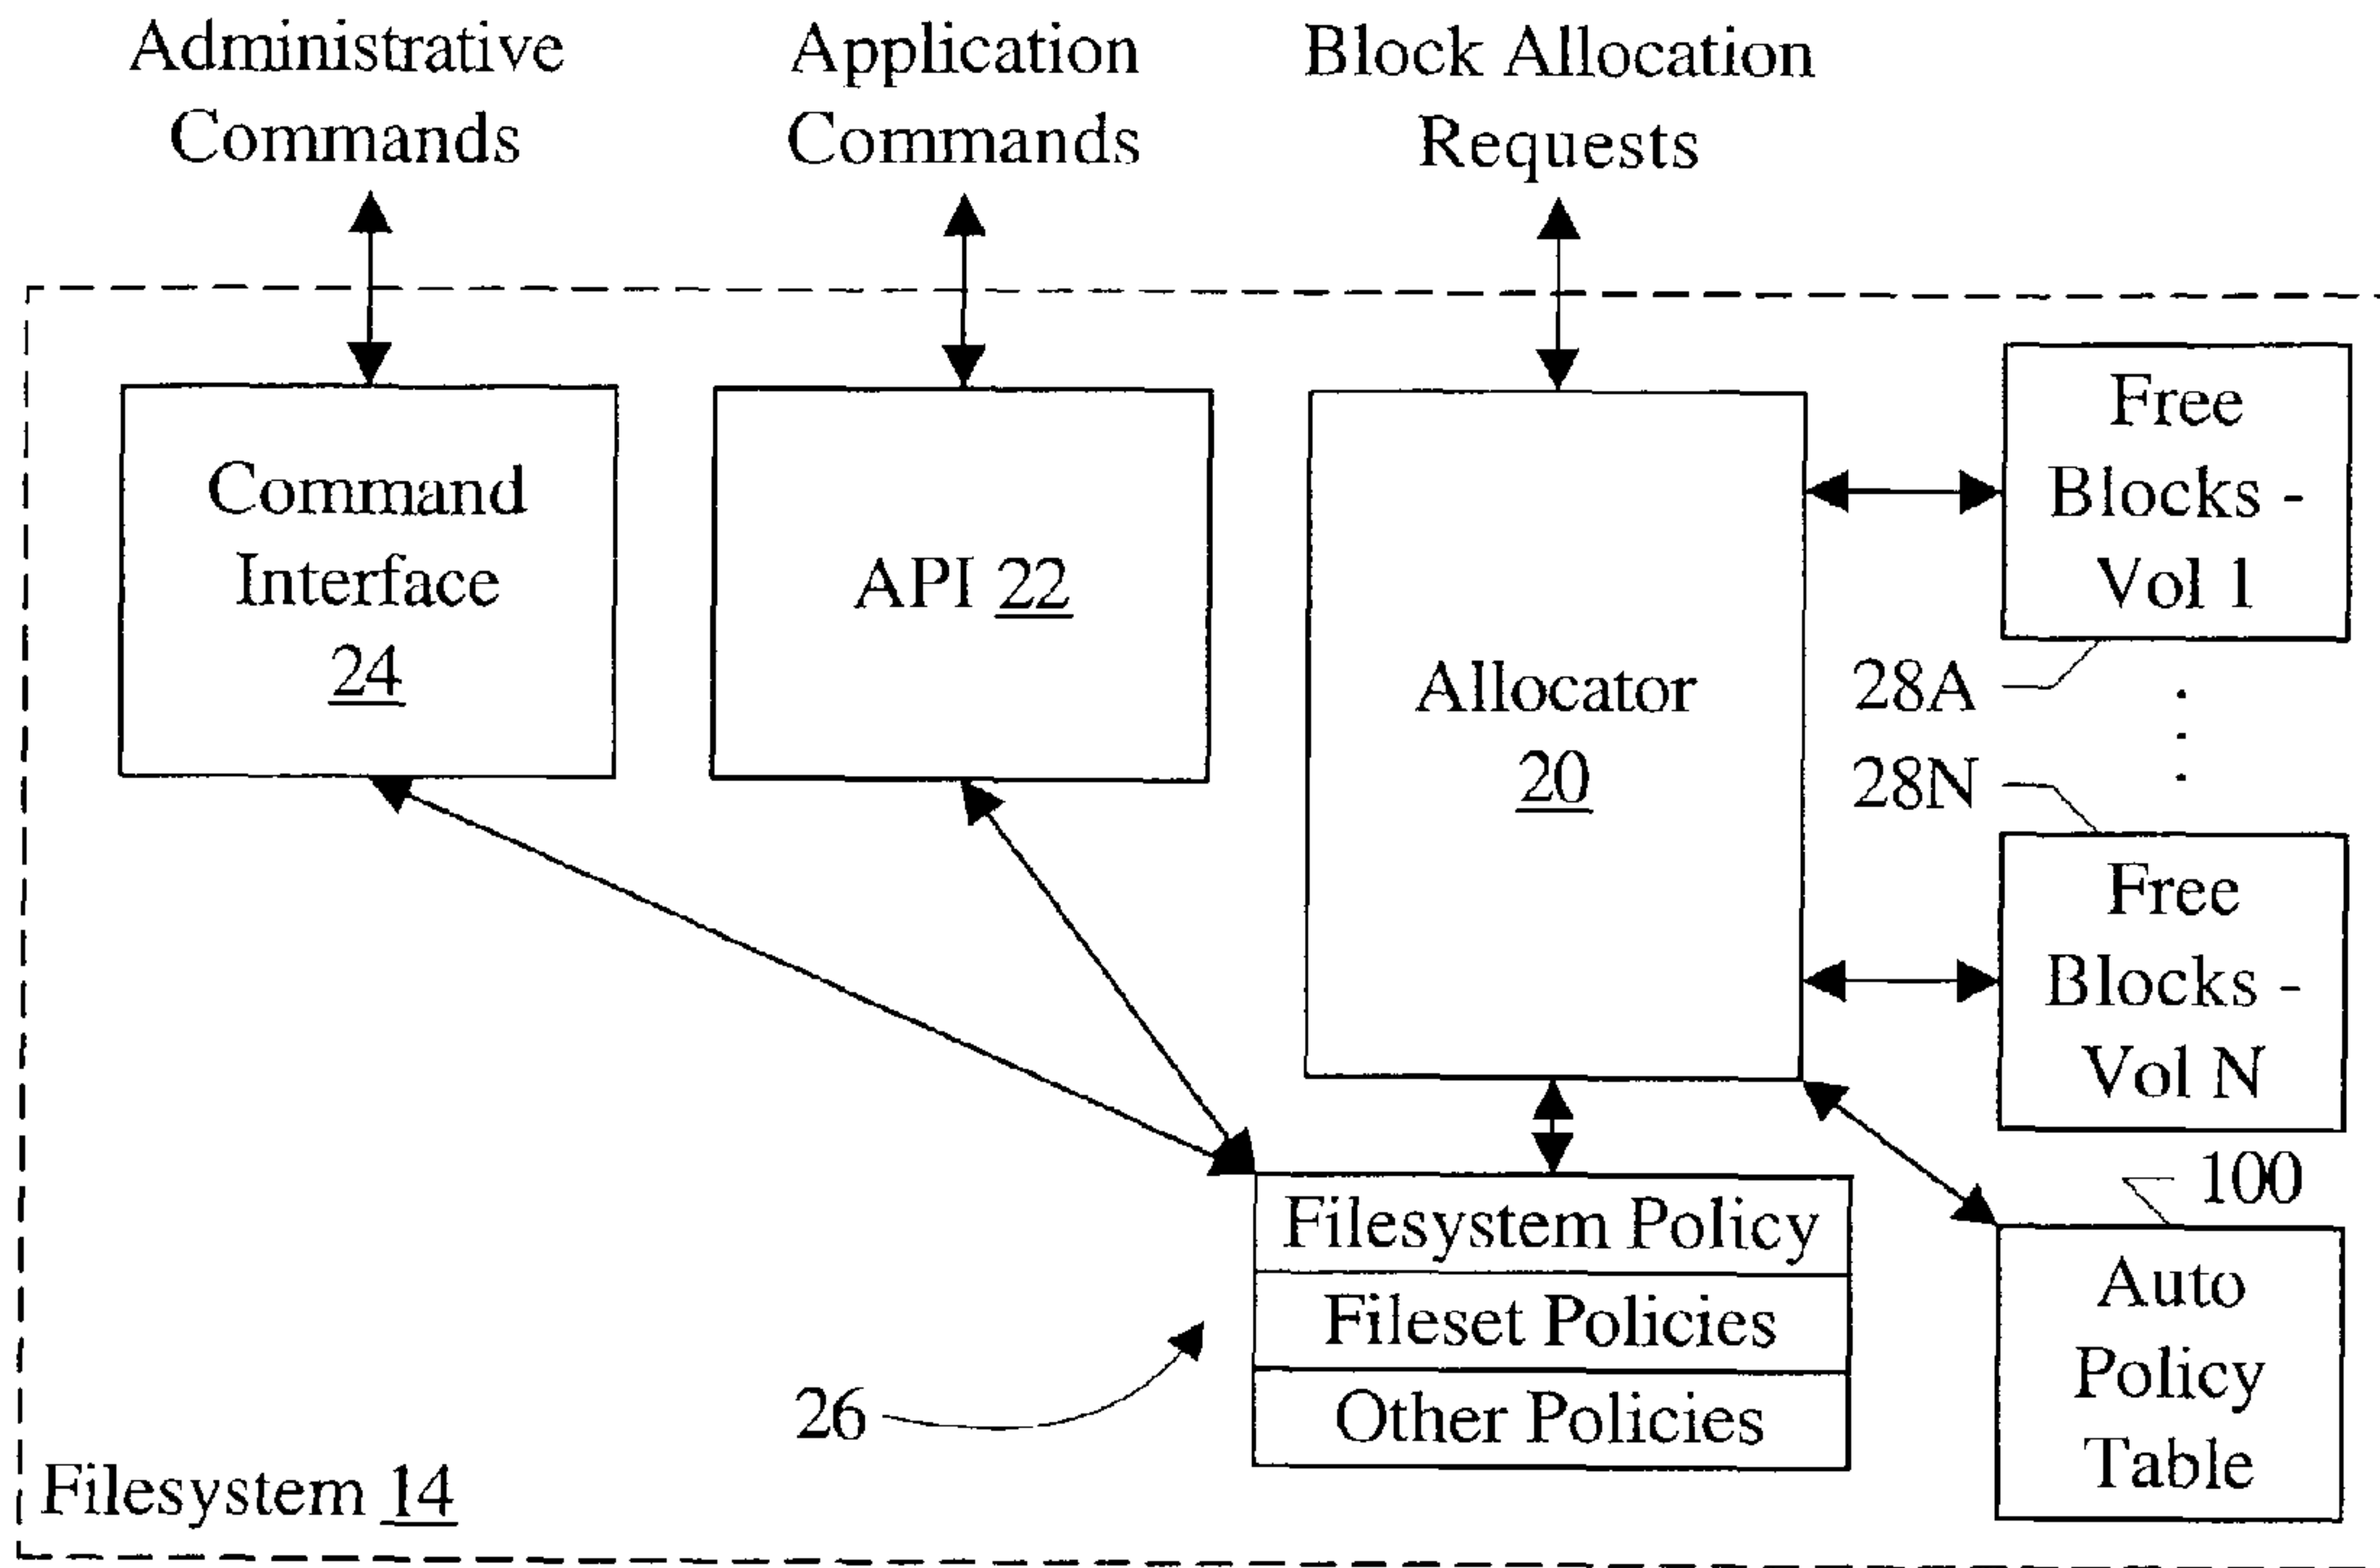 Administrative
Commands
Application
Commands
Block Allocation
Requests
Command
Interface
24
API 22
Allocator
20
Free
Blocks -
Vol 1
28A
28N
Free
Blocks -
Vol N
100
Auto
Policy
Table
Filesystem Policy
Fileset Policies
Other Policies
26
Filesystem 14